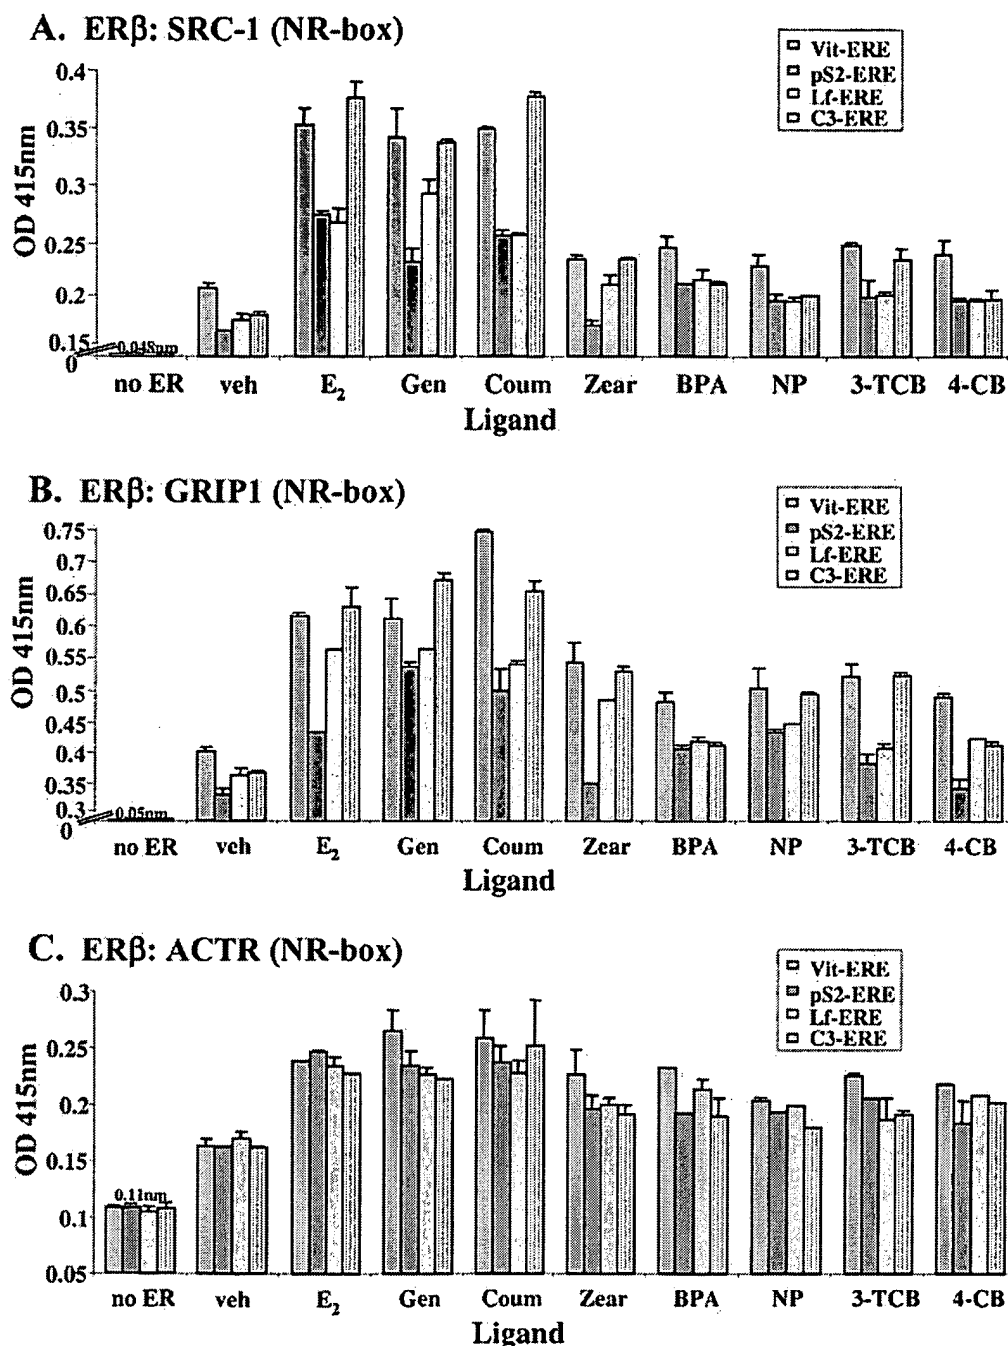 A. ERβ: SRC-1 (NR-box)
Vit-ERE
pS2-ERE
Lf-ERE
C3-ERE
OD 415nm
0.4
0.35
0.3
0.25
0.2
0.15
0
0.048nm
no ER veh E2 Gen Coum Zear BPA NP 3-TCB 4-CB
Ligand
B. ERβ: GRIP1 (NR-box)
Vit-ERE
pS2-ERE
Lf-ERE
C3-ERE
OD 415nm
0.75
0.7
0.65
0.6
0.55
0.5
0.45
0.4
0.35
0.3
0
0.05nm
no ER veh E2 Gen Coum Zear BPA NP 3-TCB 4-CB
Ligand
C. ERβ: ACTR (NR-box)
Vit-ERE
pS2-ERE
Lf-ERE
C3-ERE
OD 415nm
0.3
0.25
0.2
0.15
0.1
0.05
0.11nm
no ER veh E2 Gen Coum Zear BPA NP 3-TCB 4-CB
Ligand